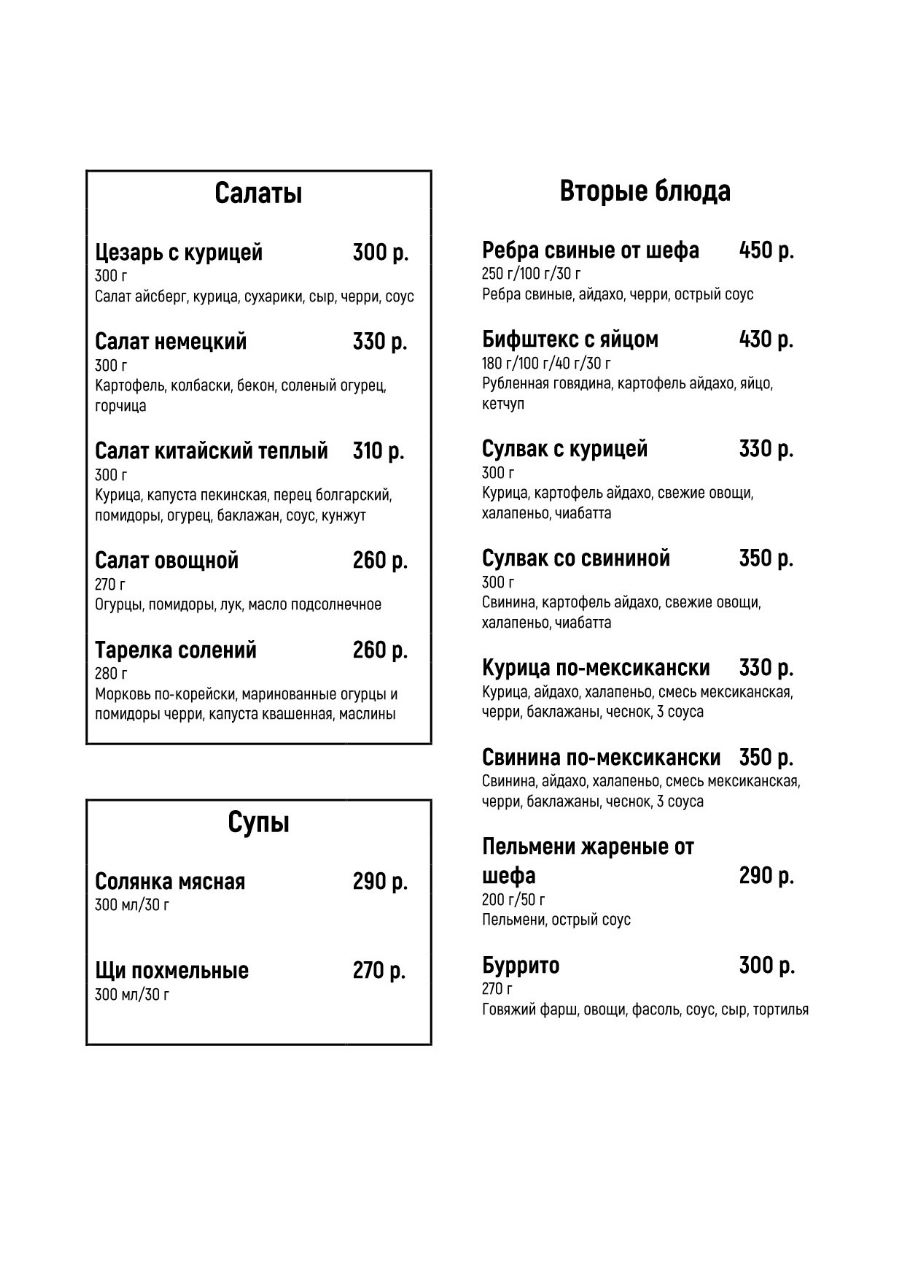 Салаты
Цезарь с курицей 300 р.
300 г
Салат айсберг, курица, сухарики, сыр, черри, соус
Салат немецкий 330 р.
300 г
Картофель, колбаски, бекон, соленый огурец,
горчица
Салат китайский теплый 310 р.
300 г
Курица, капуста пекинская, перец болгарский,
помидоры, огурец, баклажан, соус, кунжут
Салат овощной 260 р.
270 г
Огурцы, помидоры, лук, масло подсолнечное
Тарелка солений 260 р.
280 г
Морковь по-корейски, маринованные огурцы и
помидоры черри, капуста квашенная, маслины
Супы
Солянка мясная 290 р.
300 мл/30 г
Щи похмельные 270 р.
300 мл/30 г
Вторые блюда
Ребра свиные от шефа 450 р.
250 г/100 г/30 г
Ребра свиные, айдахо, черри, острый соус
Бифштекс с яйцом 430 р.
180 г/100 г/40 г/30 г
Рубленная говядина, картофель айдахо, яйцо,
кетчуп
Сулвак с курицей 330 р.
300 г
Курица, картофель айдахо, свежие овощи,
халапеньо, чиабатта
Сулвак со свининой 350 р.
300 г
Свинина, картофель айдахо, свежие овощи,
халапеньо, чиабатта
Курица по-мексикански 330 р.
Курица, айдахо, халапеньо, смесь мексиканская,
черри, баклажаны, чеснок, 3 соуса
Свинина по-мексикански 350 р.
Свинина, айдахо, халапеньо, смесь мексиканская,
черри, баклажаны, чеснок, 3 соуса
Пельмени жареные от
шефа 290 р.
200 г/50 г
Пельмени, острый соус
Буррито 300 р.
270 г
Говяжий фарш, овощи, фасоль, соус, сыр, тортилья